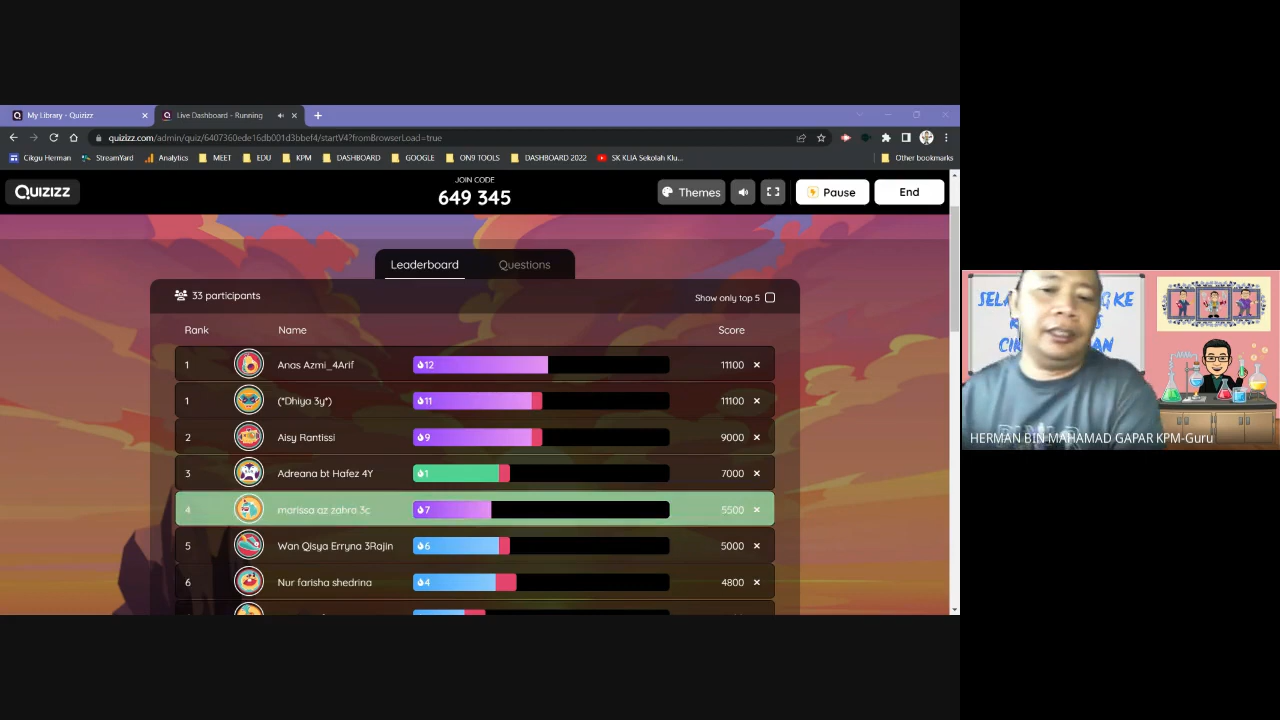 My Library - Quizizz
Live Dashboard - Running
quizizz.com/admin/quiz/6407360ede16db001d3bbef4/startV4?fromBrowserLoad=true
Cikgu Herman StreamYard Analytics MEET EDU KPM DASHBOARD GOOGLE ON9 TOOLS DASHBOARD 2022 SK KLIA Sekolah Klu... Other bookmarks
Quizizz
JOIN CODE
649 345
Themes
Pause
End
Leaderboard Questions
33 participants
Show only top 5
Rank Name Score
1 Anas Azmi_4Arif 12 11100
1 (*Dhiya 3y*) 11 11100
2 Aisy Rantissi 9 9000
3 Adreana bt Hafez 4Y 1 7000
4 marissa az zahra 3c 7 5500
5 Wan Qisya Erryna 3Rajin 6 5000
6 Nur farisha shedrina 4 4800
KE
HERMAN BIN MAHAMAD GAPAR KPM-Guru